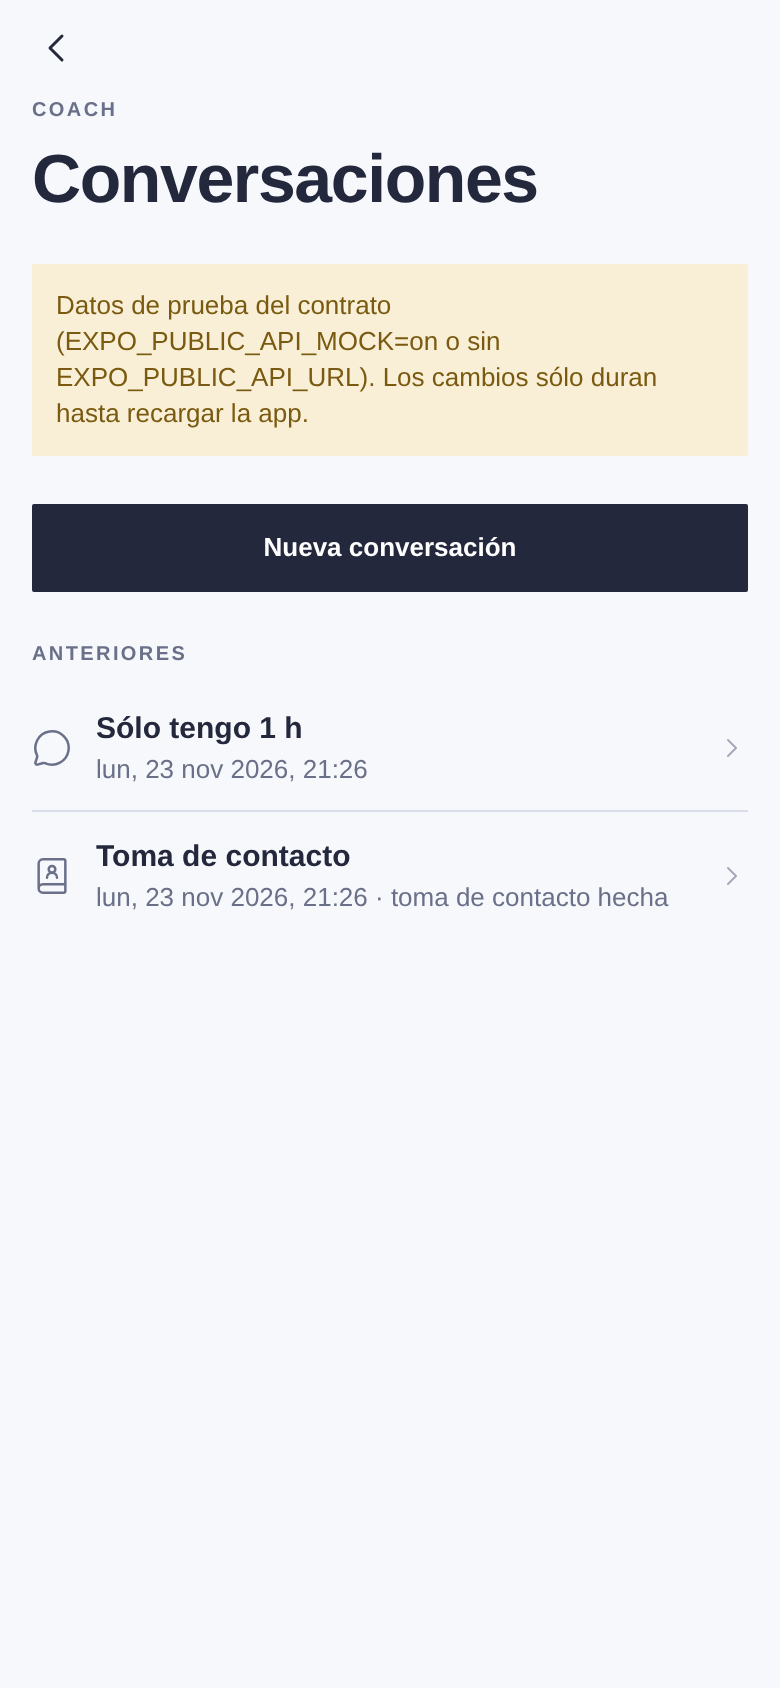 COACH
Conversaciones
Datos de prueba del contrato
(EXPO_PUBLIC_API_MOCK=on o sin
EXPO_PUBLIC_API_URL). Los cambios sólo duran
hasta recargar la app.
Nueva conversación
ANTERIORES
Sólo tengo 1 h
lun, 23 nov 2026, 21:26
Toma de contacto
lun, 23 nov 2026, 21:26 · toma de contacto hecha